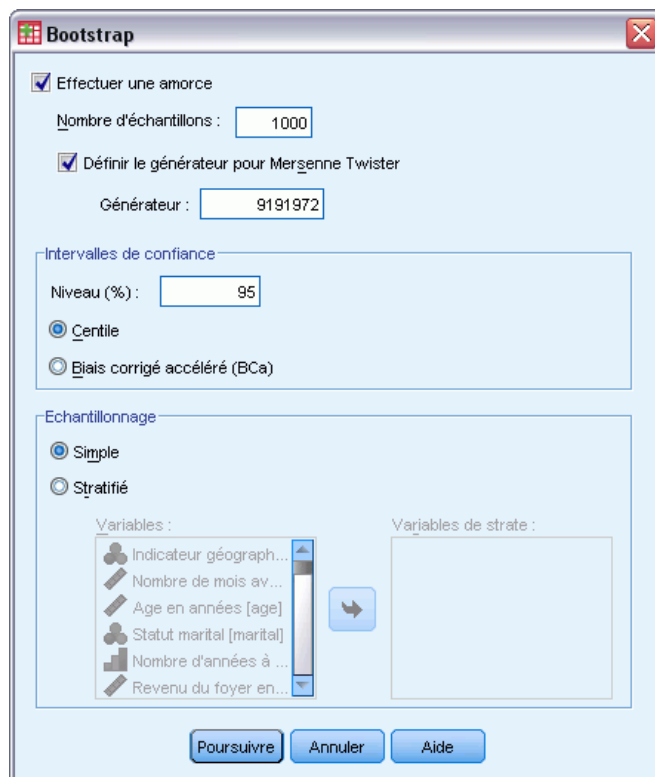 Bootstrap
Effectuer une amorce
Nombre d'échantillons : 1000
Définir le générateur pour Mersenne Twister
Générateur : 9191972
Intervalles de confiance
Niveau (%) : 95
Centile
Biais corrigé accéléré (BCa)
Echantillonnage
Simple
Stratifié
Variables : Variables de strate :
Indicateur géograph...
Nombre de mois av...
Age en années [age]
Statut marital [marital]
Nombre d'années à ...
Revenu du foyer en...
Poursuivre Annuler Aide